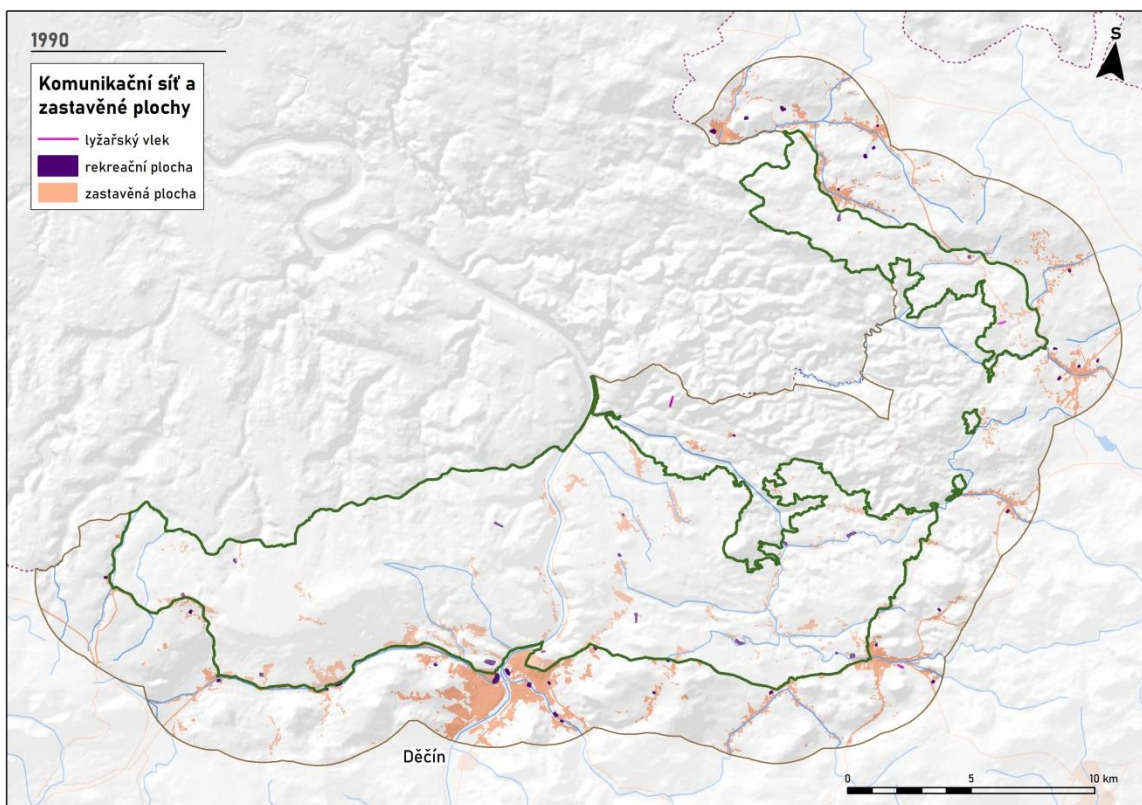 1990
Komunikační síť a
zastavěné plochy
lyžařský vlek
rekreační plocha
zastavěná plocha
S
Děčín
0 5 10 km